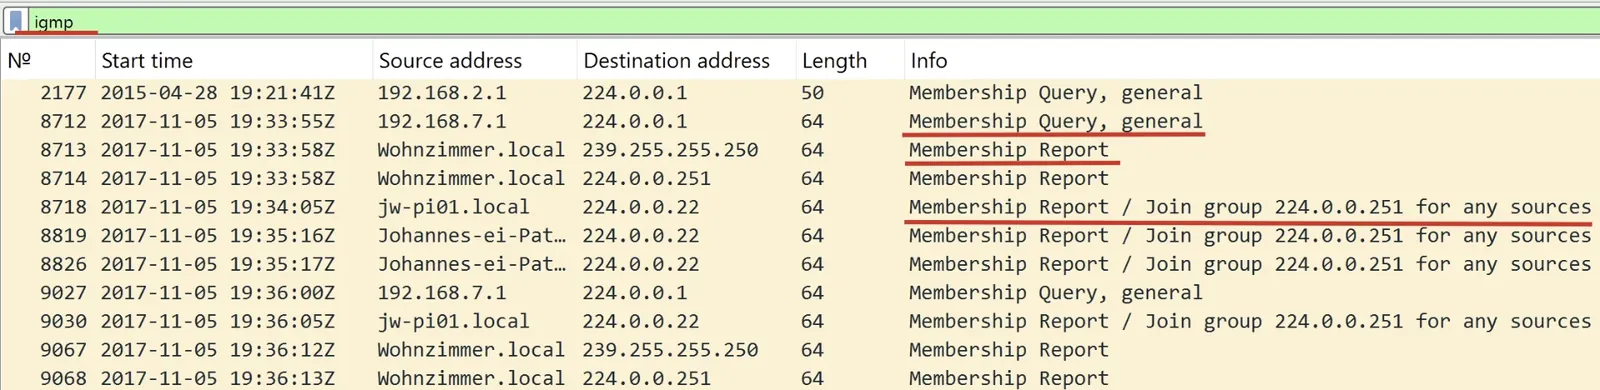 igmp
№ Start time Source address Destination address Length Info
2177 2015-04-28 19:21:41Z 192.168.2.1 224.0.0.1 50 Membership Query, general
8712 2017-11-05 19:33:55Z 192.168.7.1 224.0.0.1 64 Membership Query, general
8713 2017-11-05 19:33:58Z Wohnzimmer.local 239.255.255.250 64 Membership Report
8714 2017-11-05 19:33:58Z Wohnzimmer.local 224.0.0.251 64 Membership Report
8718 2017-11-05 19:34:05Z jw-pi01.local 224.0.0.22 64 Membership Report / Join group 224.0.0.251 for any sources
8819 2017-11-05 19:35:16Z Johannes-ei-Pat… 224.0.0.22 64 Membership Report / Join group 224.0.0.251 for any sources
8826 2017-11-05 19:35:17Z Johannes-ei-Pat… 224.0.0.22 64 Membership Report / Join group 224.0.0.251 for any sources
9027 2017-11-05 19:36:00Z 192.168.7.1 224.0.0.1 64 Membership Query, general
9030 2017-11-05 19:36:05Z jw-pi01.local 224.0.0.22 64 Membership Report / Join group 224.0.0.251 for any sources
9067 2017-11-05 19:36:12Z Wohnzimmer.local 239.255.255.250 64 Membership Report
9068 2017-11-05 19:36:13Z Wohnzimmer.local 224.0.0.251 64 Membership Report